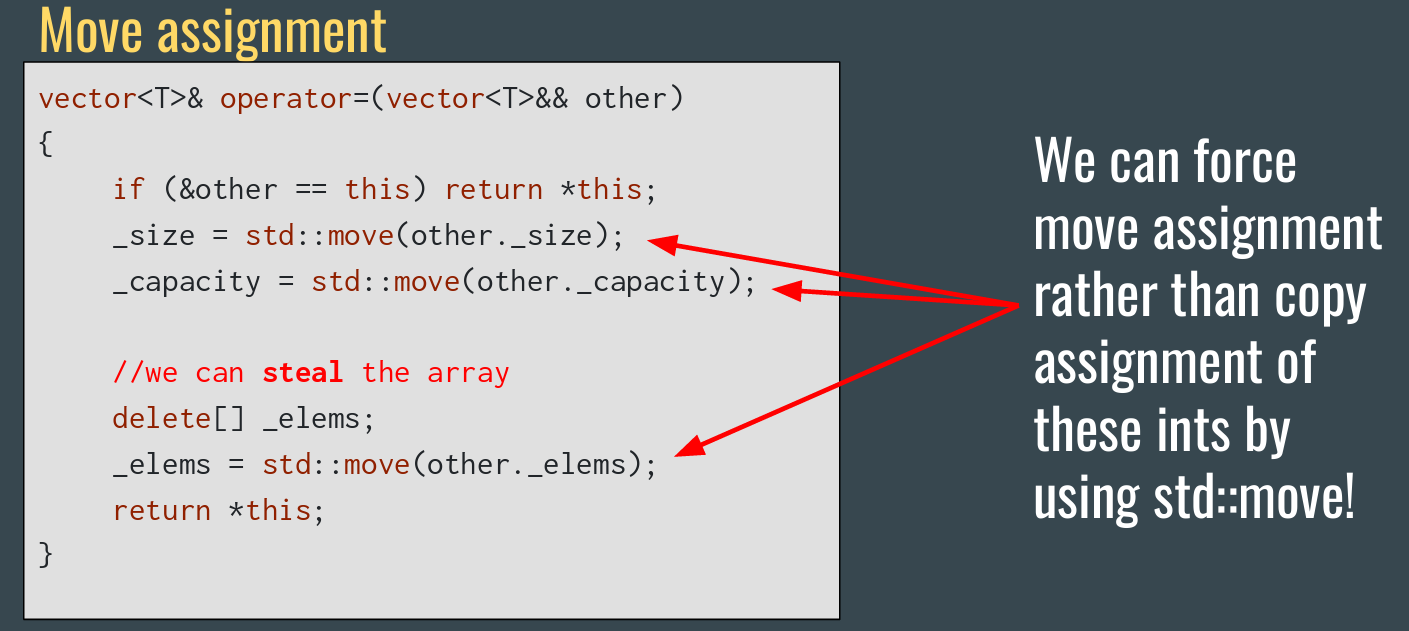 Move assignment
vector<T>& operator=(vector<T>&& other)
{
if (&other == this) return *this;
_size = std::move(other._size);
_capacity = std::move(other._capacity);
//we can steal the array
delete[] _elems;
_elems = std::move(other._elems);
return *this;
}
We can force
move assignment
rather than copy
assignment of
these ints by
using std::move!